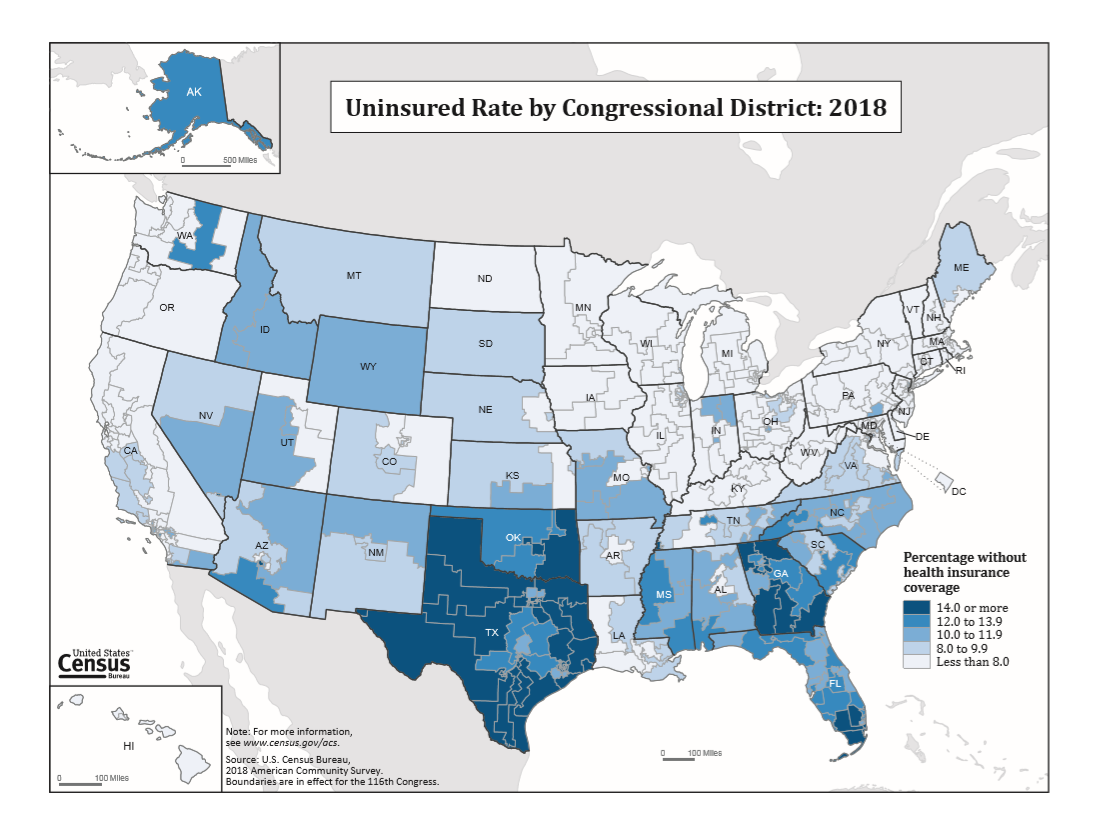 Uninsured Rate by Congressional District: 2018
AK
0 500 Miles
WA
MT
ND
MN
ME
OR
ID
SD
WI
MI
VT
NH
NY
MA
CT
RI
WY
NE
IA
PA
NJ
NV
UT
CO
IL
IN
OH
MD
DE
WV
VA
DC
CA
KS
MO
KY
AZ
NM
OK
AR
TN
NC
SC
MS
AL
GA
TX
LA
FL
Percentage without
health insurance
coverage
14.0 or more
12.0 to 13.9
10.0 to 11.9
8.0 to 9.9
Less than 8.0
United States™
Census
Bureau
HI
0 100 Miles
Note: For more information,
see www.census.gov/acs.
Source: U.S. Census Bureau,
2018 American Community Survey.
Boundaries are in effect for the 116th Congress.
0 100 Miles